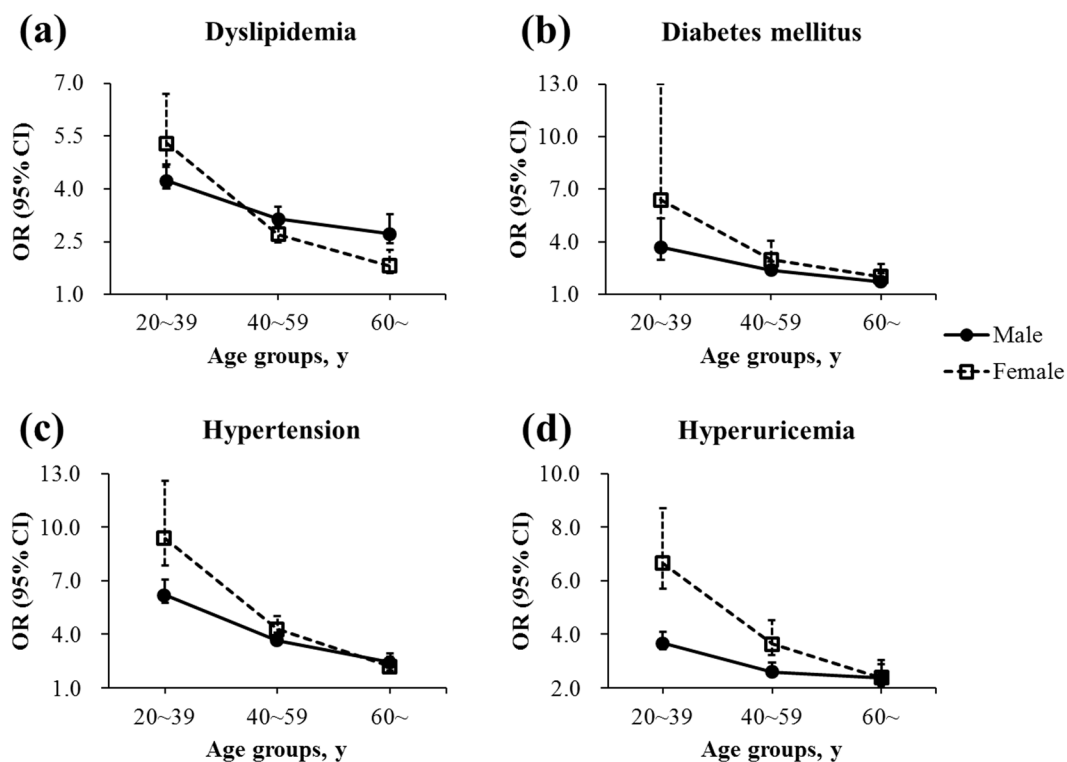 (a) Dyslipidemia
OR (95% CI)
7.0
5.5
4.0
2.5
1.0
20~39 40~59 60~
Age groups, y
(b) Diabetes mellitus
OR (95% CI)
13.0
10.0
7.0
4.0
1.0
20~39 40~59 60~
Age groups, y
Male
Female
(c) Hypertension
OR (95% CI)
13.0
10.0
7.0
4.0
1.0
20~39 40~59 60~
Age groups, y
(d) Hyperuricemia
OR (95% CI)
10.0
8.0
6.0
4.0
2.0
20~39 40~59 60~
Age groups, y